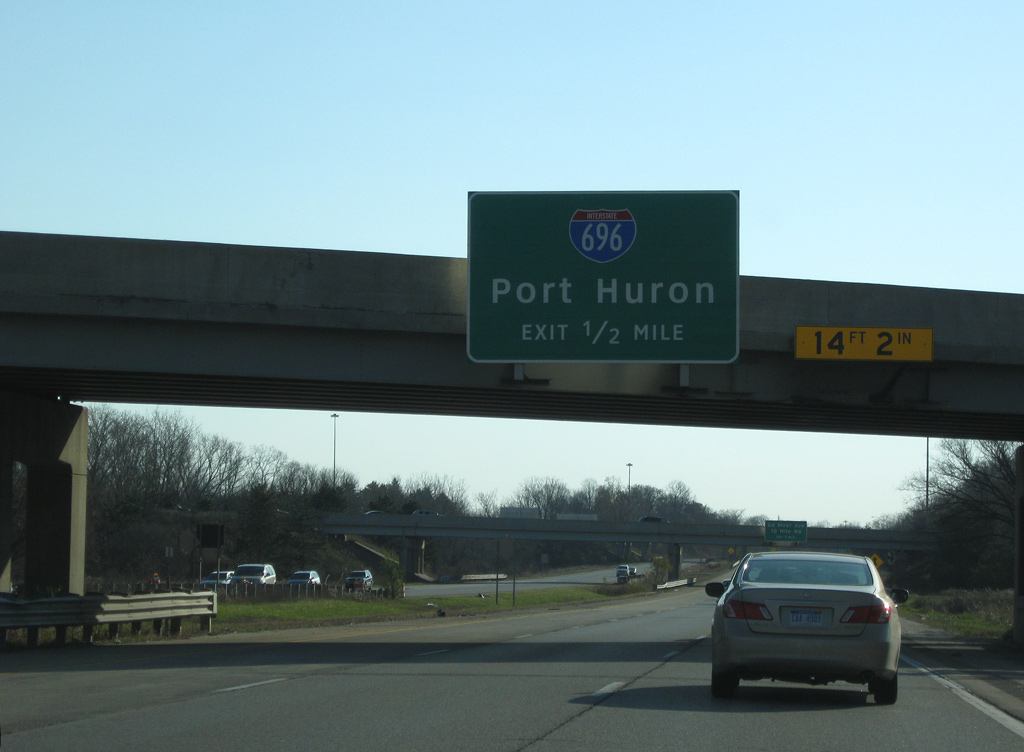 INTERSTATE
696
Port Huron
EXIT 1/2 MILE
14 FT 2 IN